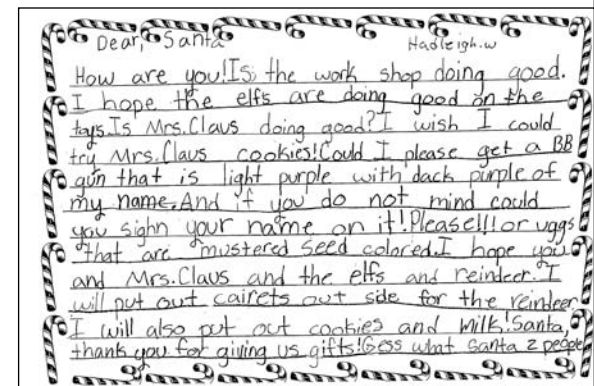 Dear, Santa
Hadleigh.w
How are you!Is the work shop doing good.
I hope the elfs are doing good on the
toys.Is Mrs.Claus doing good?I wish I could
try Mrs.Claus cookies!Could I please get a BB
gun that is light purple with dack purple of
my name.And if you do not mind could
you sighn your name on it!Please!!!or uggs
that are mustered seed colored.I hope you
and Mrs.Claus and the elfs and reindeer.I
will put out cairets out side for the reindeer
I will also put out cookies and milk!Santa,
thank you for giving us gifts!Gess what Santa 2 people